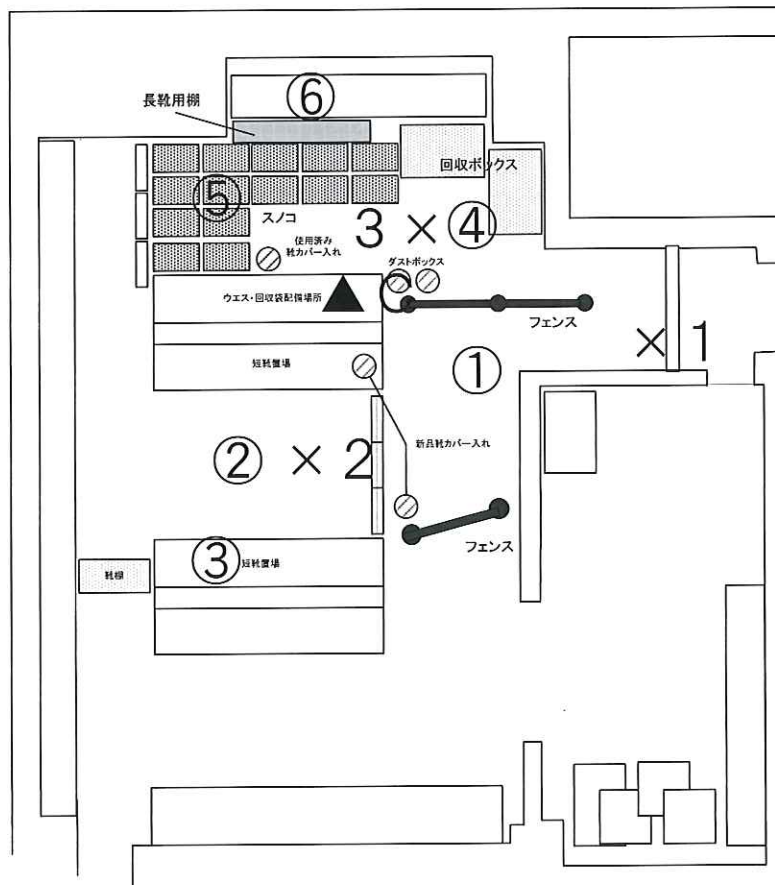 ⑥
長靴用棚
回収ボックス
⑤
スノコ
3 × ④
使用済み
靴カバー入れ
ダストボックス
ウエス・回収袋配備場所
フェンス
× 1
短靴置場
①
新品靴カバー入れ
② × 2
フェンス
③
短靴置場
靴棚